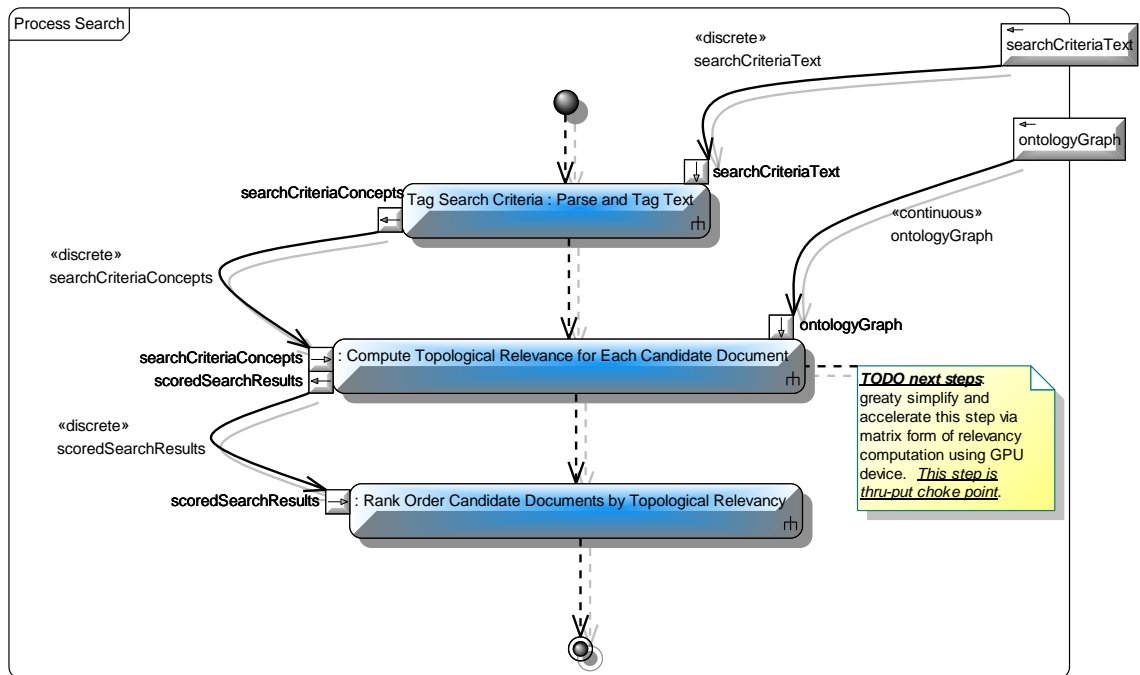 Process Search
«discrete»
searchCriteriaText
searchCriteriaText
ontologyGraph
searchCriteriaText
searchCriteriaConcepts
Tag Search Criteria : Parse and Tag Text
«continuous»
ontologyGraph
«discrete»
searchCriteriaConcepts
ontologyGraph
searchCriteriaConcepts
: Compute Topological Relevance for Each Candidate Document
scoredSearchResults
TODO next steps:
greaty simplify and
accelerate this step via
matrix form of relevancy
computation using GPU
device. This step is
thru-put choke point.
«discrete»
scoredSearchResults
scoredSearchResults
: Rank Order Candidate Documents by Topological Relevancy